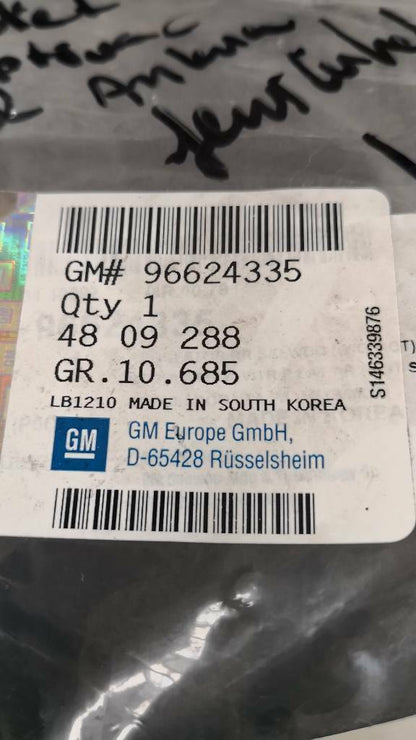 GM# 96624335
Qty 1
48 09 288
GR.10.685
LB1210 MADE IN SOUTH KOREA
GM
GM Europe GmbH,
D-65428 Rüsselsheim
S146339876